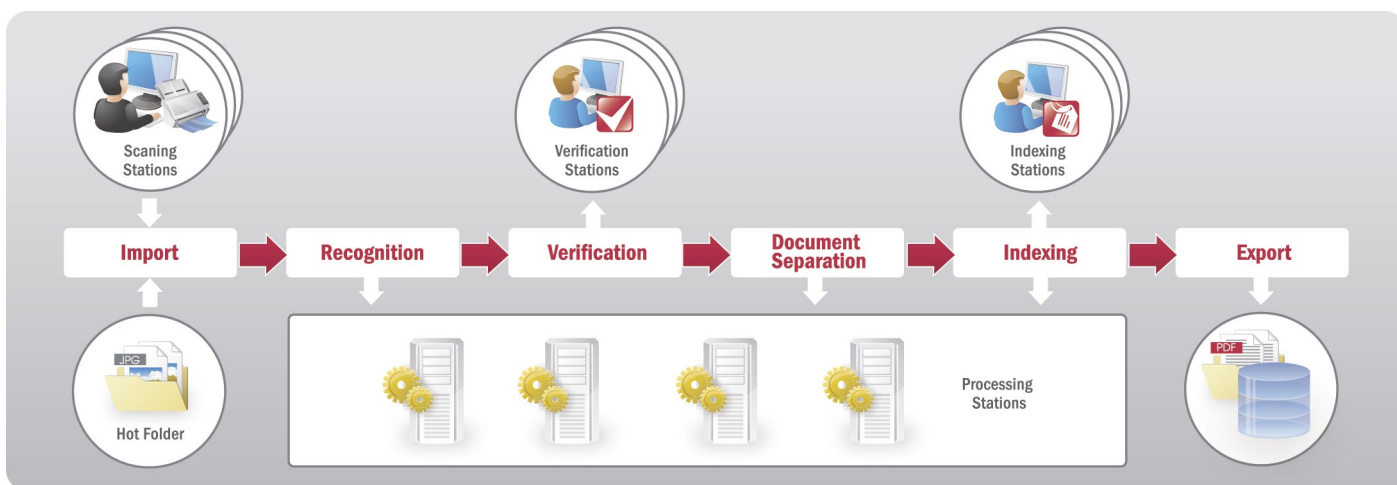 Scaning
Stations
Verification
Stations
Indexing
Stations
Import
Recognition
Verification
Document
Separation
Indexing
Export
JPG
Hot Folder
Processing
Stations
PDF